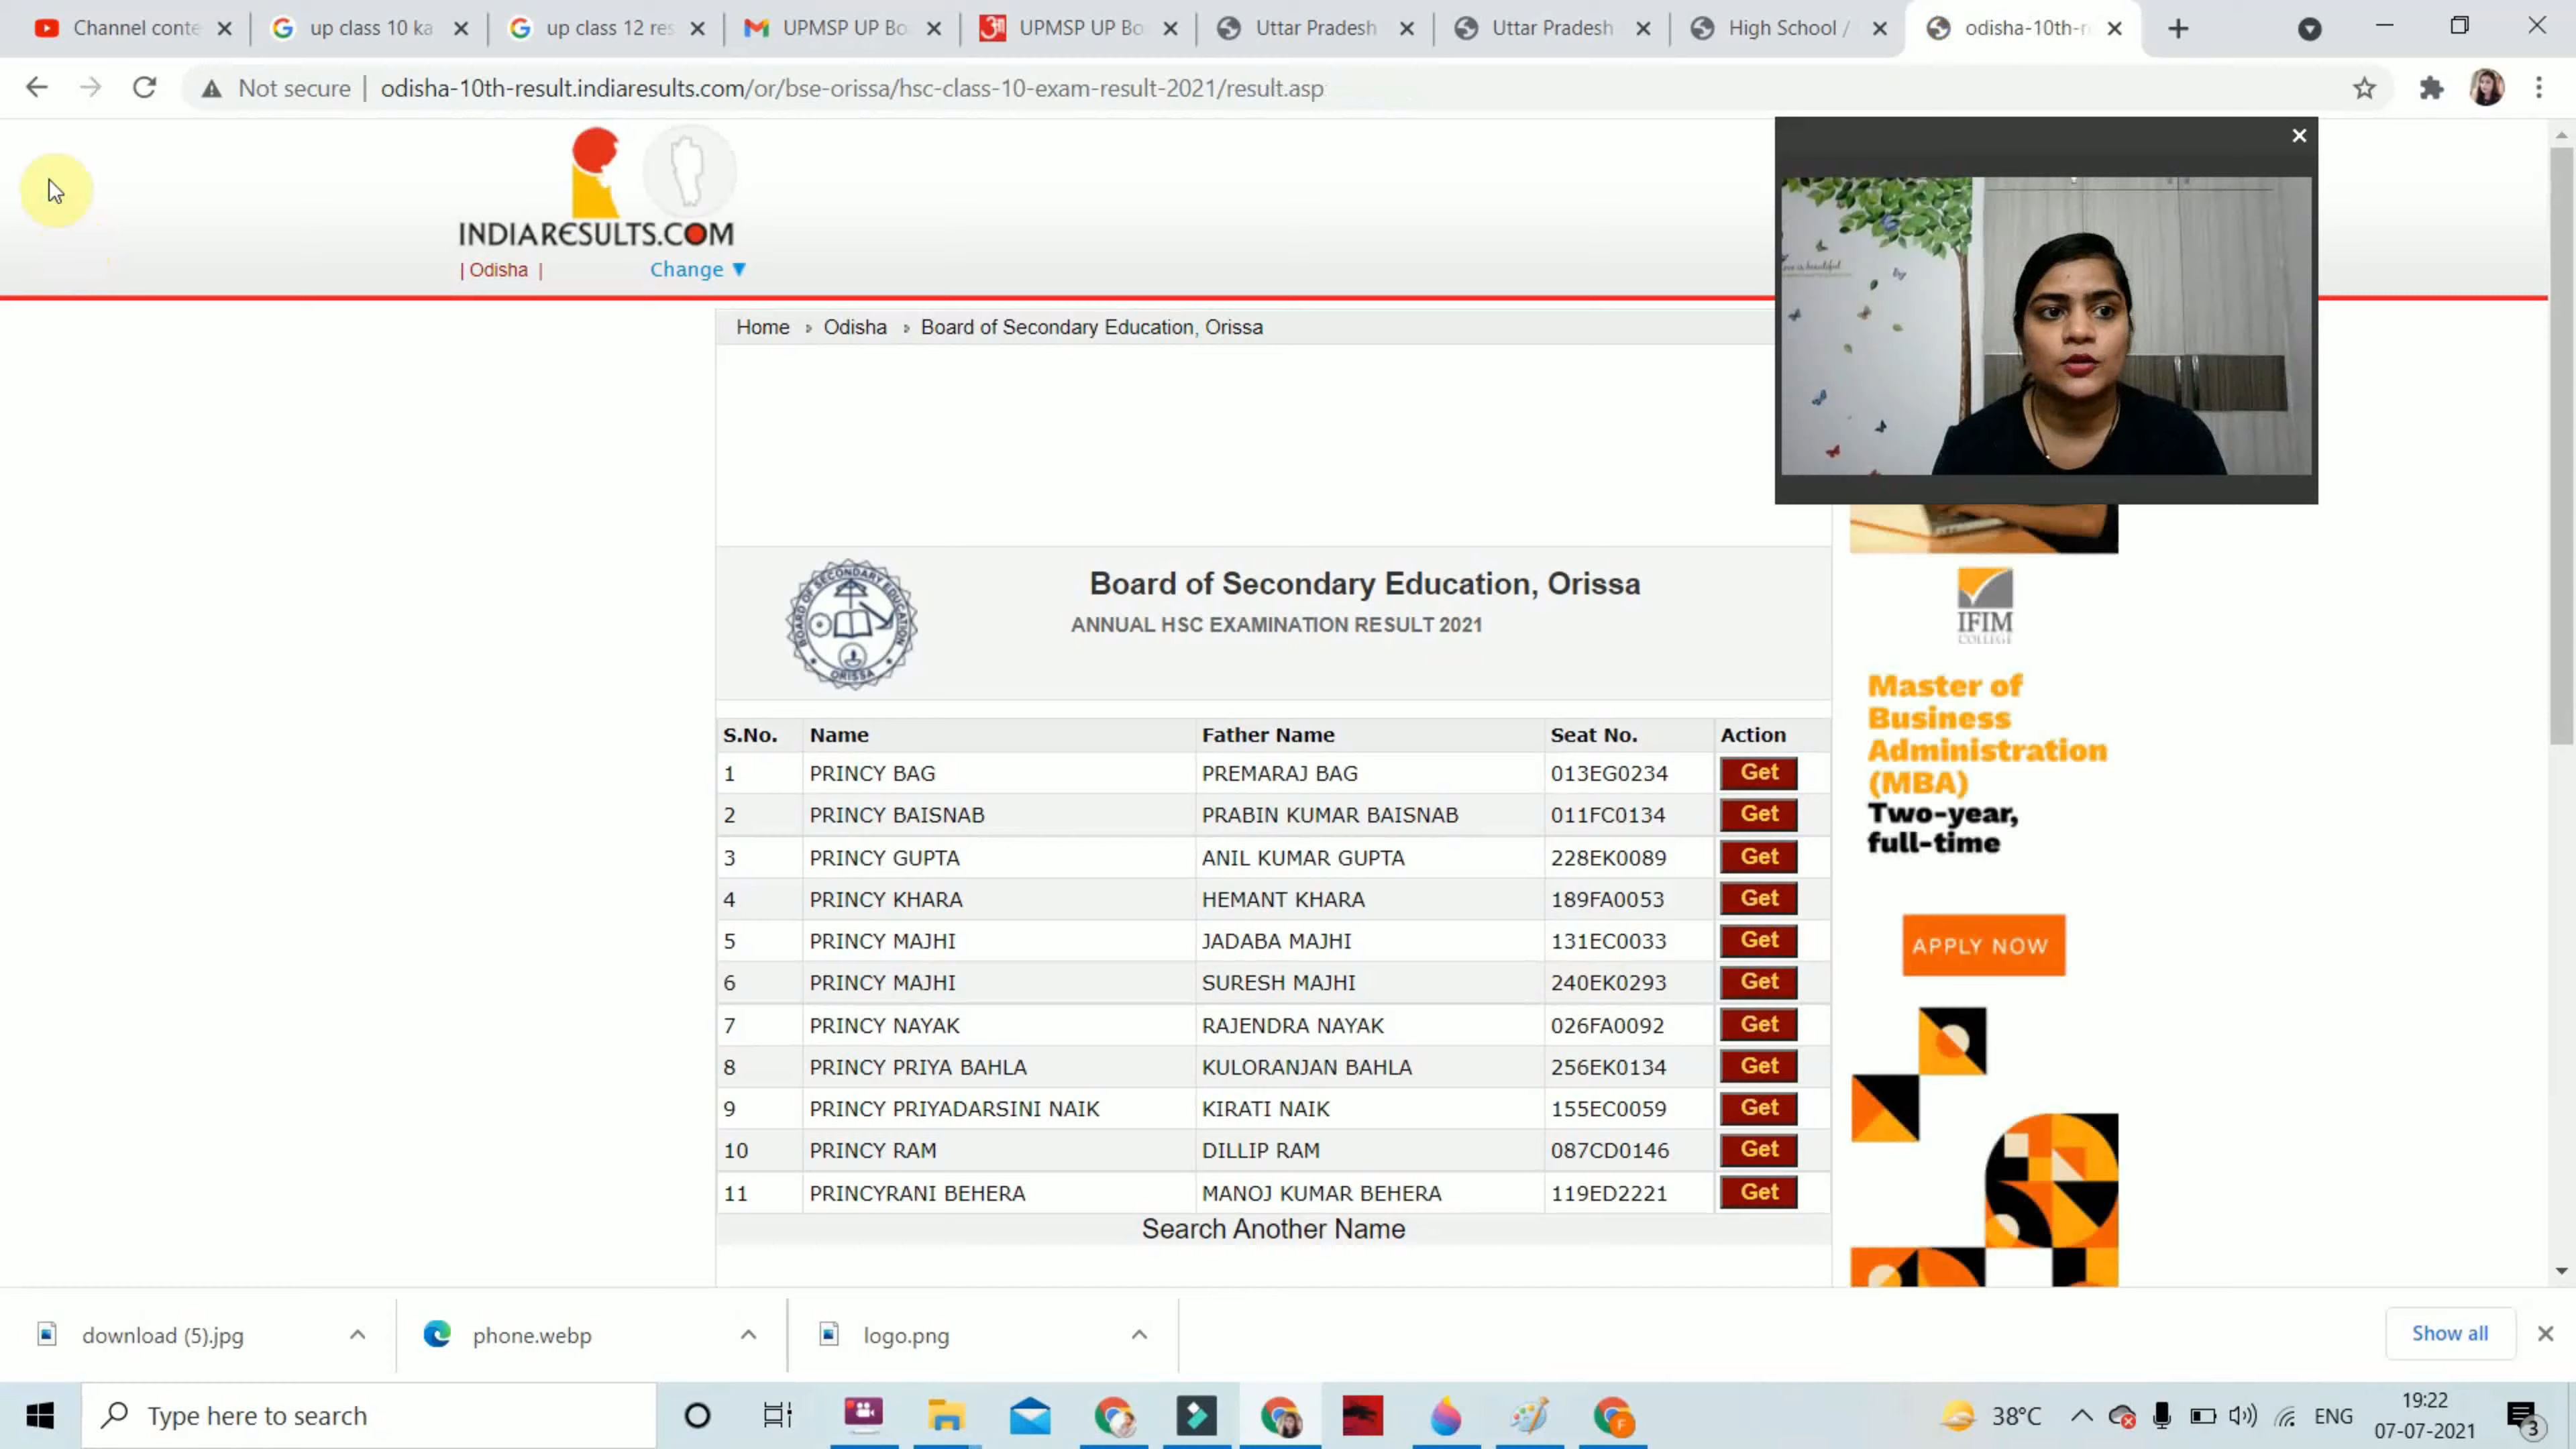 Channel conte
up class 10 ka
up class 12 res
UPMSP UP Bo
UPMSP UP Bo
Uttar Pradesh
Uttar Pradesh
High School /
odisha-10th-r
Not secure | odisha-10th-result.indiaresults.com/or/bse-orissa/hsc-class-10-exam-result-2021/result.asp
INDIARESULTS.COM
| Odisha |
Change ▼
Home » Odisha » Board of Secondary Education, Orissa
BOARD OF SECONDARY EDUCATION
ORISSA
Board of Secondary Education, Orissa
ANNUAL HSC EXAMINATION RESULT 2021
S.No. Name Father Name Seat No. Action
1 PRINCY BAG PREMARAJ BAG 013EG0234 Get
2 PRINCY BAISNAB PRABIN KUMAR BAISNAB 011FC0134 Get
3 PRINCY GUPTA ANIL KUMAR GUPTA 228EK0089 Get
4 PRINCY KHARA HEMANT KHARA 189FA0053 Get
5 PRINCY MAJHI JADABA MAJHI 131EC0033 Get
6 PRINCY MAJHI SURESH MAJHI 240EK0293 Get
7 PRINCY NAYAK RAJENDRA NAYAK 026FA0092 Get
8 PRINCY PRIYA BAHLA KULORANJAN BAHLA 256EK0134 Get
9 PRINCY PRIYADARSINI NAIK KIRATI NAIK 155EC0059 Get
10 PRINCY RAM DILLIP RAM 087CD0146 Get
11 PRINCYRANI BEHERA MANOJ KUMAR BEHERA 119ED2221 Get
Search Another Name
IFIM
COLLEGE
Master of
Business
Administration
(MBA)
Two-year,
full-time
APPLY NOW
download (5).jpg
phone.webp
logo.png
Show all
Type here to search
F
38°C
ENG
19:22
07-07-2021
3